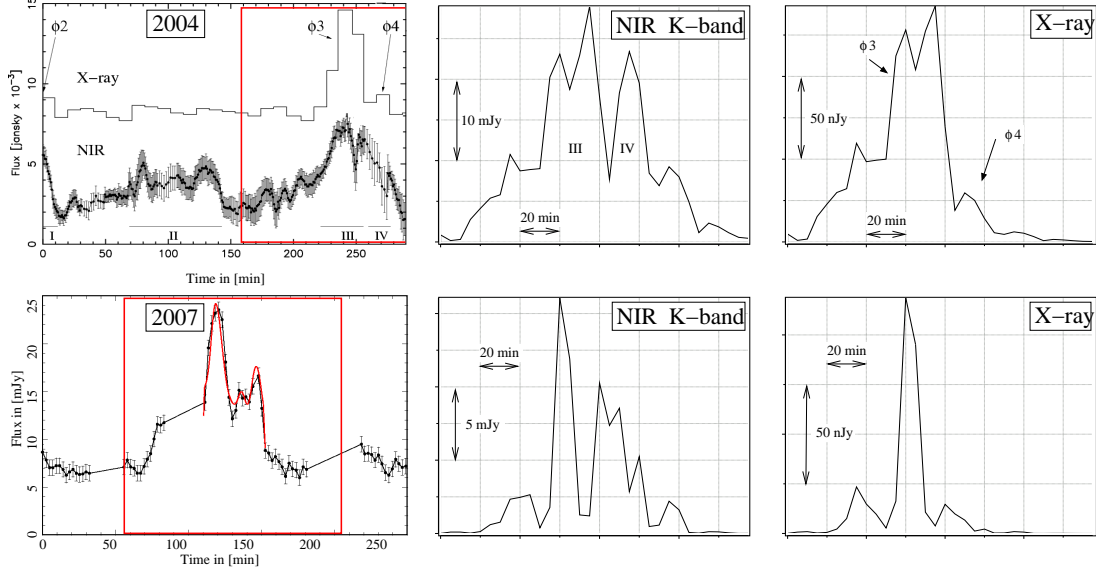 2004
ϕ2
ϕ3
ϕ4
X−ray
NIR
I
II
III
IV
Flux [jansky × 10⁻³]
0
5
10
15
0
50
100
150
200
250
Time in [min]
NIR K−band
10 mJy
III
IV
20 min
X−ray
ϕ3
50 nJy
ϕ4
20 min
2007
Flux in [mJy]
0
5
10
15
20
25
0
50
100
150
200
250
Time in [min]
NIR K−band
20 min
5 mJy
X−ray
20 min
50 nJy